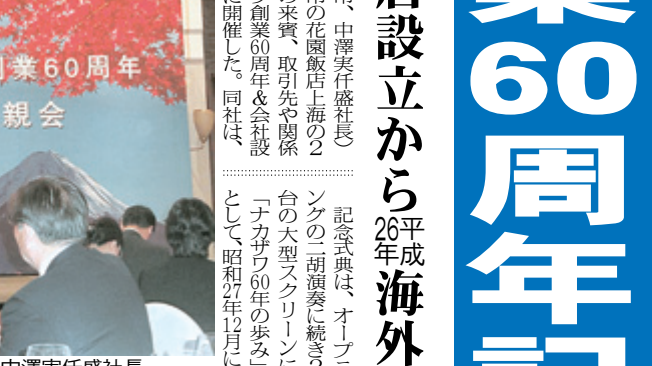 業60周年記
店設立から平成26年海外
市、中澤実仟盛社長)
の花園飯店上海の2
の来賓、取引先や関係
創業60周年＆会社設
に開催した。同社は、
記念式典は、オープニ
ングの二胡演奏に続き2
台の大型スクリーンに
「ナカザワ60年の歩み」
として、昭和27年12月に
創業60周年
親会
中澤実仟盛社長